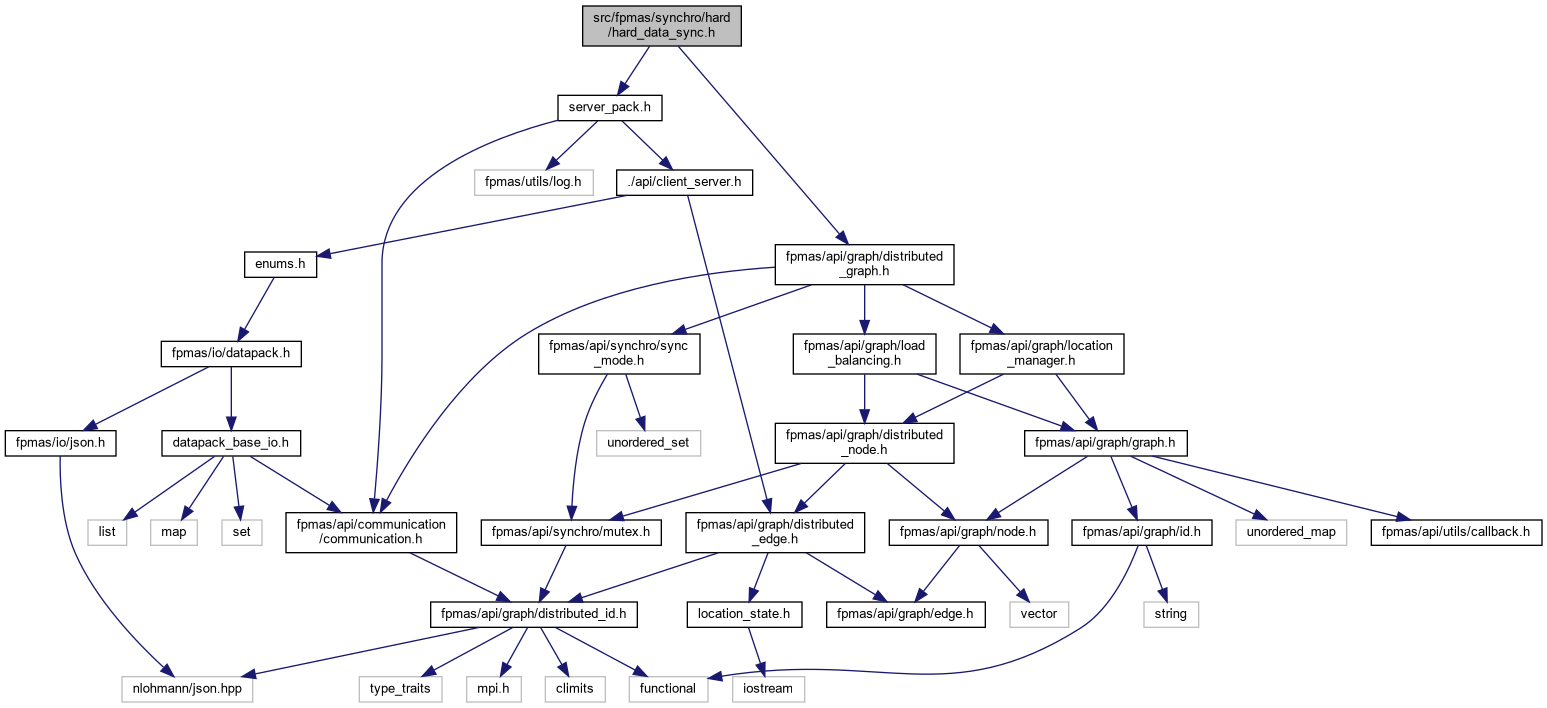 src/fpmas/synchro/hard
/hard_data_sync.h
server_pack.h
fpmas/utils/log.h
./api/client_server.h
enums.h
fpmas/api/graph/distributed
_graph.h
fpmas/io/datapack.h
fpmas/api/synchro/sync
_mode.h
fpmas/api/graph/load
_balancing.h
fpmas/api/graph/location
_manager.h
fpmas/io/json.h
datapack_base_io.h
unordered_set
fpmas/api/graph/distributed
_node.h
fpmas/api/graph/graph.h
list
map
set
fpmas/api/communication
/communication.h
fpmas/api/synchro/mutex.h
fpmas/api/graph/distributed
_edge.h
fpmas/api/graph/node.h
fpmas/api/graph/id.h
unordered_map
fpmas/api/utils/callback.h
fpmas/api/graph/distributed_id.h
location_state.h
fpmas/api/graph/edge.h
vector
string
nlohmann/json.hpp
type_traits
mpi.h
climits
functional
iostream